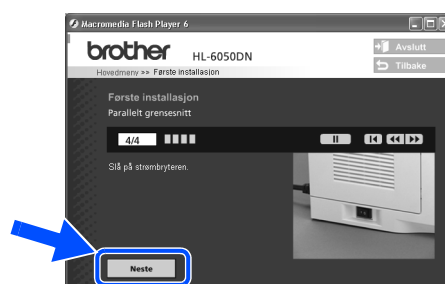 Macromedia Flash Player 6
brother HL-6050DN
Avslutt
Tilbake
Hovedmeny >> Første installasjon
Første installasjon
Parallelt grensesnitt
4/4
Slå på strømbryteren.
Neste